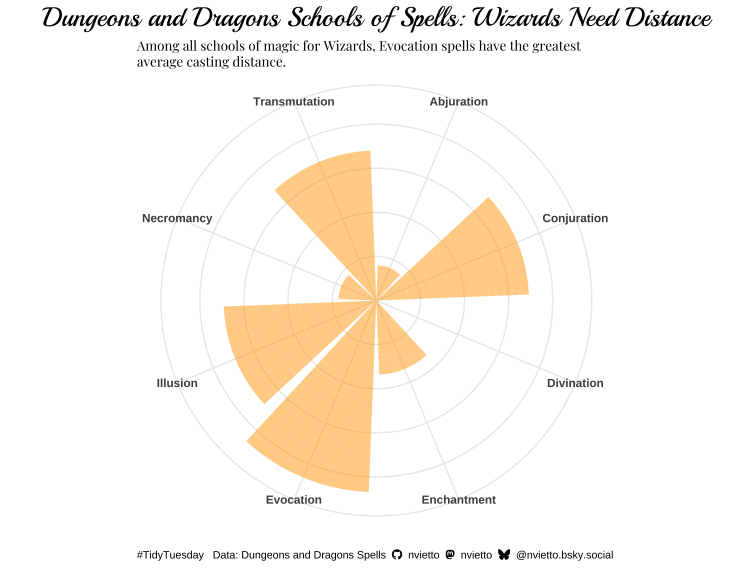 Dungeons and Dragons Schools of Spells: Wizards Need Distance
Among all schools of magic for Wizards, Evocation spells have the greatest
average casting distance.
Transmutation
Abjuration
Necromancy
Conjuration
Illusion
Divination
Evocation
Enchantment
#TidyTuesday Data: Dungeons and Dragons Spells nvietto nvietto @nvietto.bsky.social